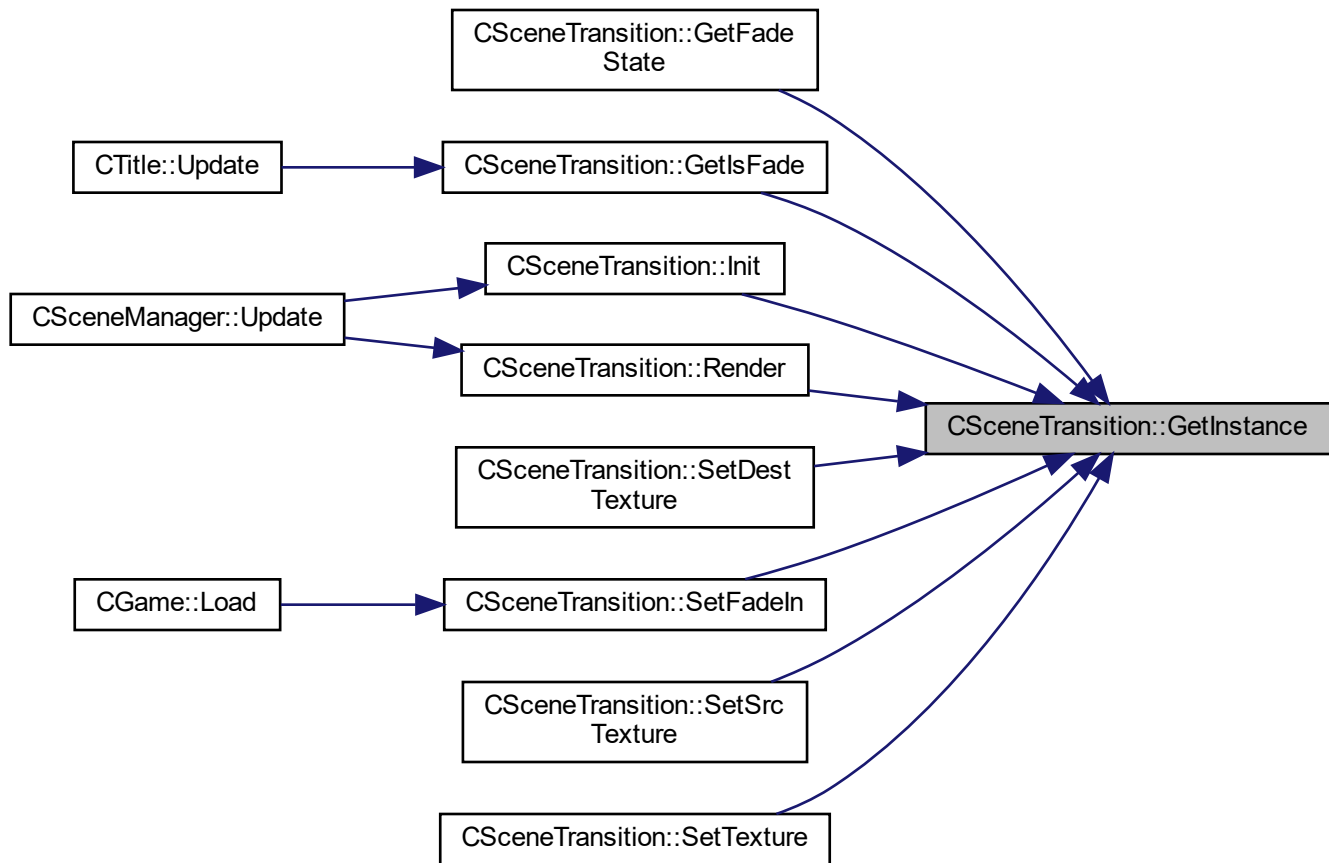 CSceneTransition::GetFade
State
CTitle::Update
CSceneTransition::GetIsFade
CSceneTransition::Init
CSceneManager::Update
CSceneTransition::Render
CSceneTransition::GetInstance
CSceneTransition::SetDest
Texture
CGame::Load
CSceneTransition::SetFadeIn
CSceneTransition::SetSrc
Texture
CSceneTransition::SetTexture